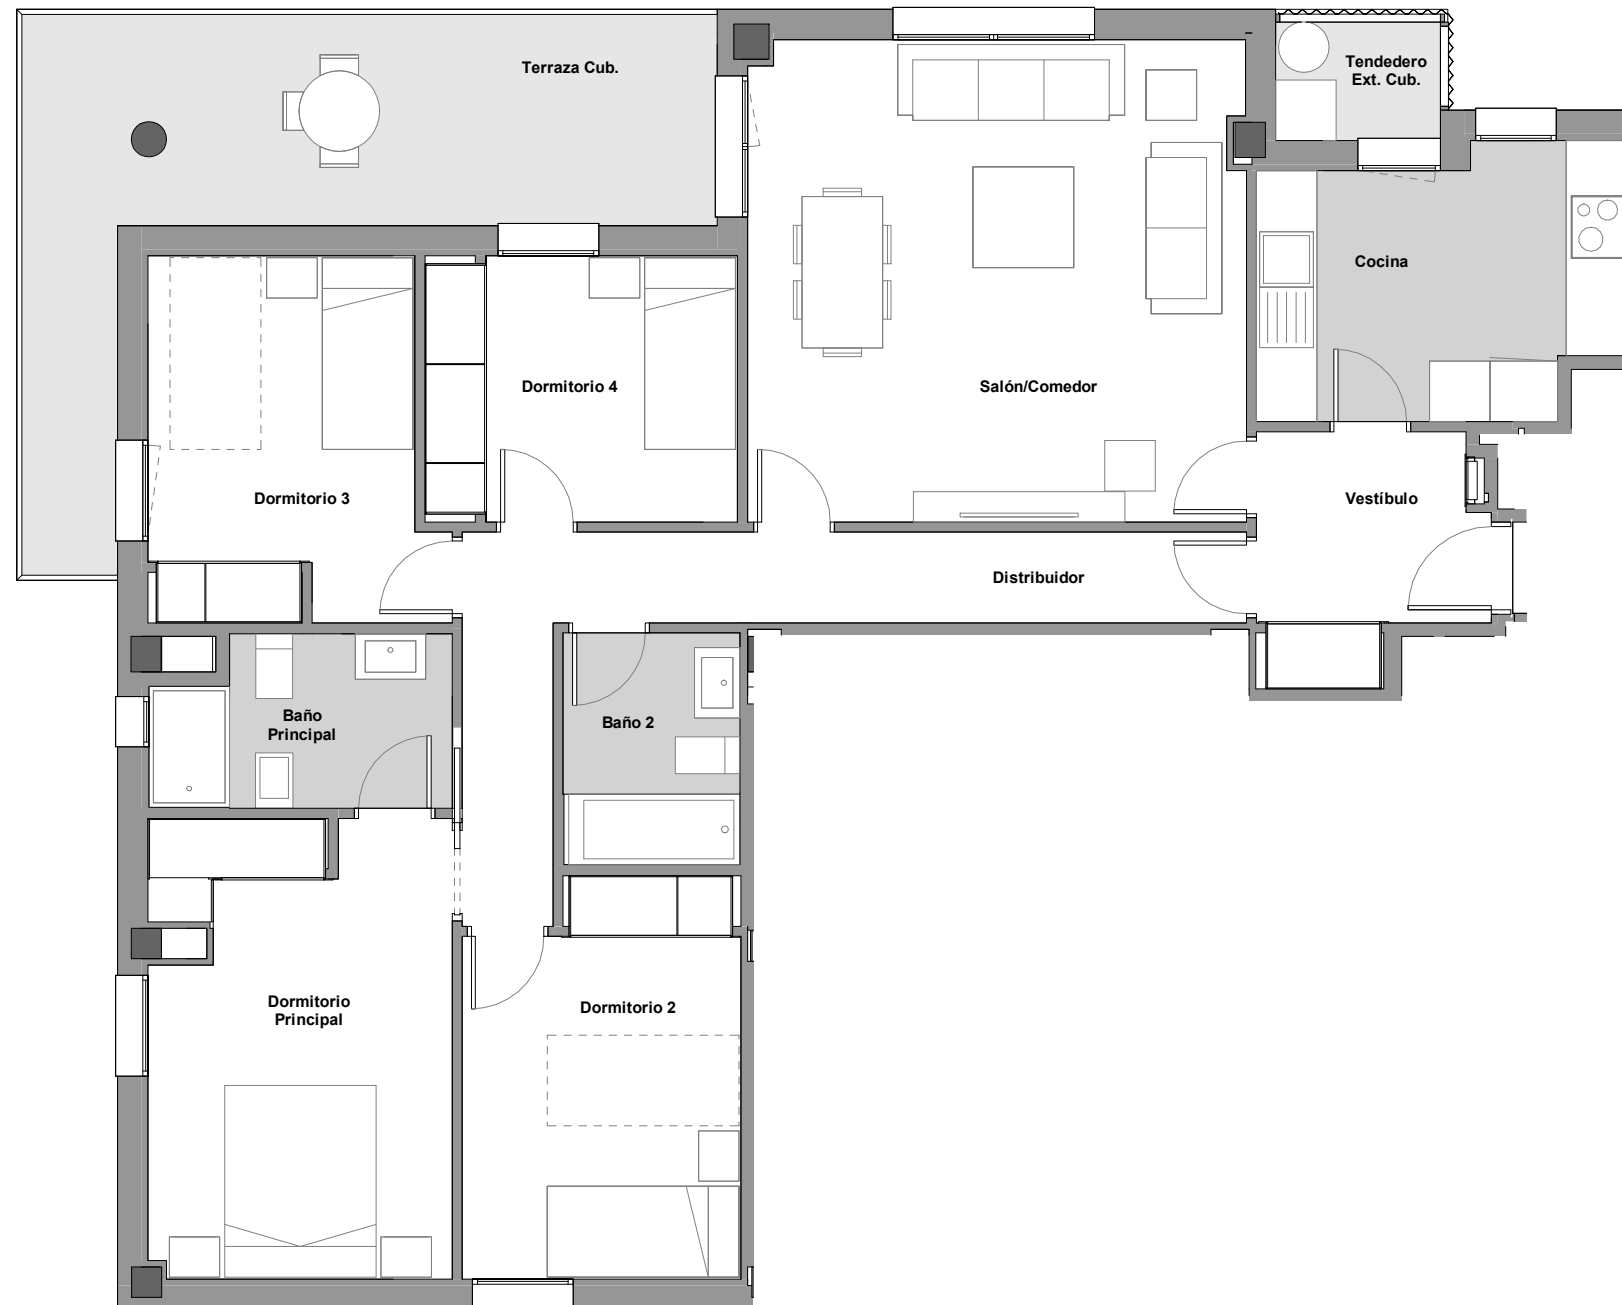 Terraza Cub.
Tendedero
Ext. Cub.
Cocina
Dormitorio 4
Salón/Comedor
Dormitorio 3
Vestíbulo
Distribuidor
Baño
Principal
Baño 2
Dormitorio
Principal
Dormitorio 2